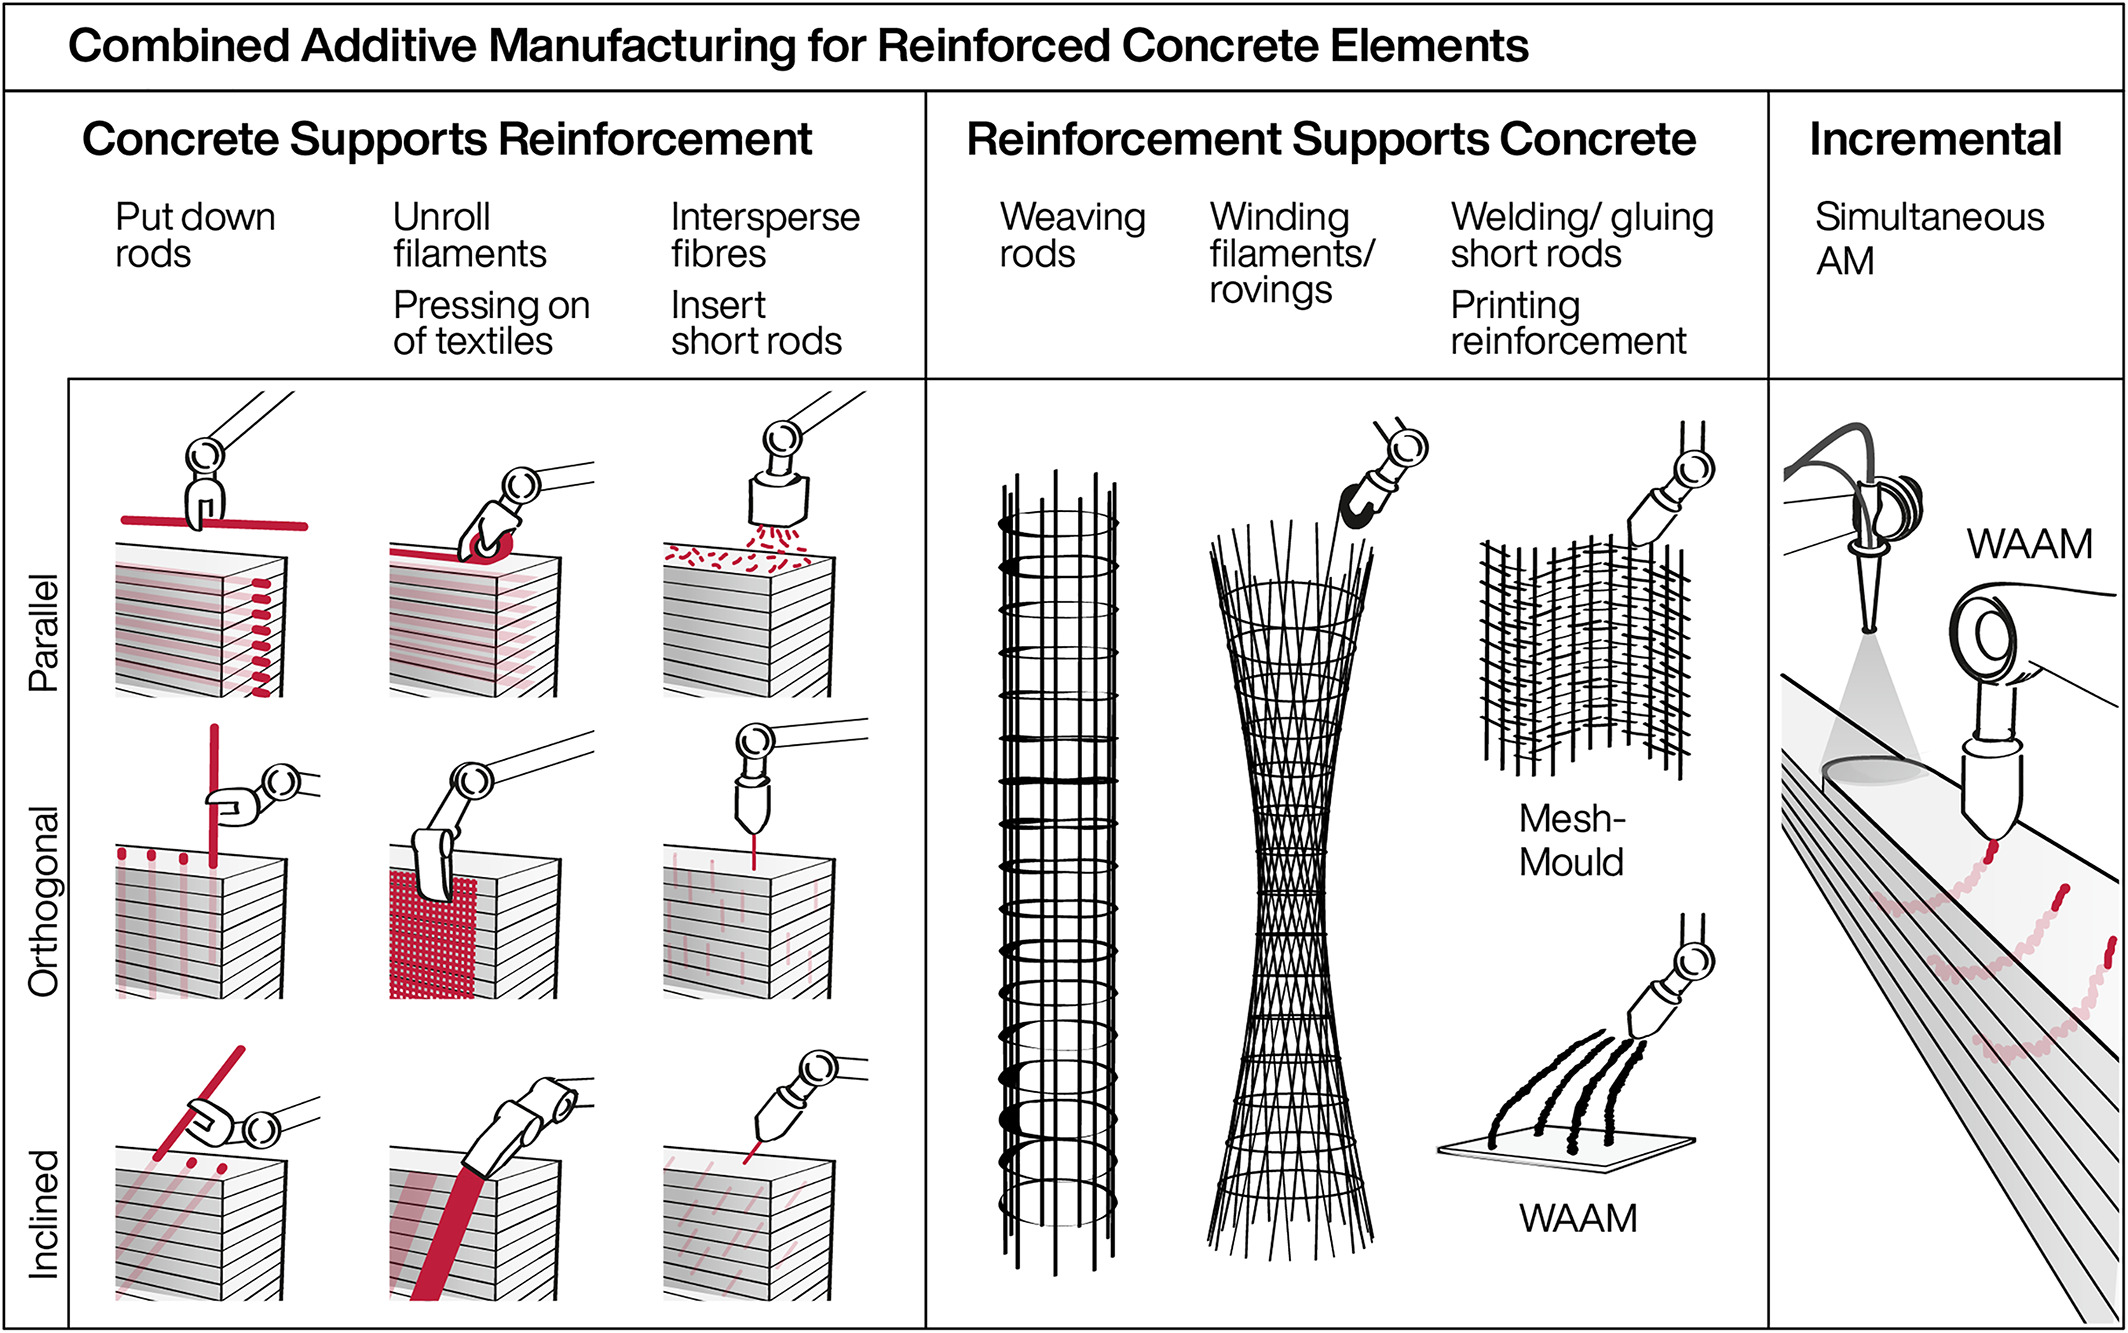 Combined Additive Manufacturing for Reinforced Concrete Elements
Concrete Supports Reinforcement
Put down
rods
Unroll
filaments
Pressing on
of textiles
Intersperse
fibres
Insert
short rods
Reinforcement Supports Concrete
Weaving
rods
Winding
filaments/
rovings
Welding/ gluing
short rods
Printing
reinforcement
Incremental
Simultaneous
AM
Parallel
Orthogonal
Inclined
Mesh-
Mould
WAAM
WAAM